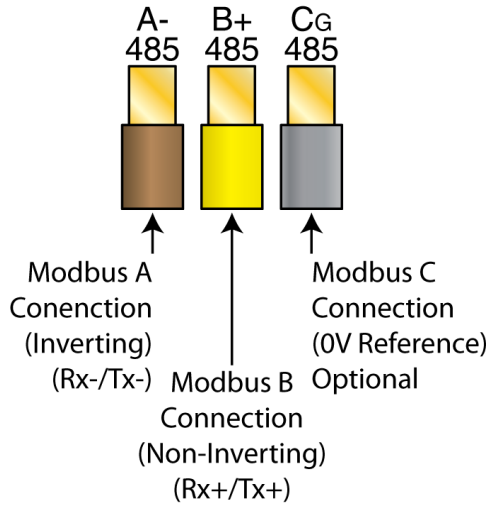 A- B+ CG
485 485 485
Modbus A
Conenction
(Inverting)
(Rx-/Tx-)
Modbus B
Connection
(Non-Inverting)
(Rx+/Tx+)
Modbus C
Connection
(0V Reference)
Optional